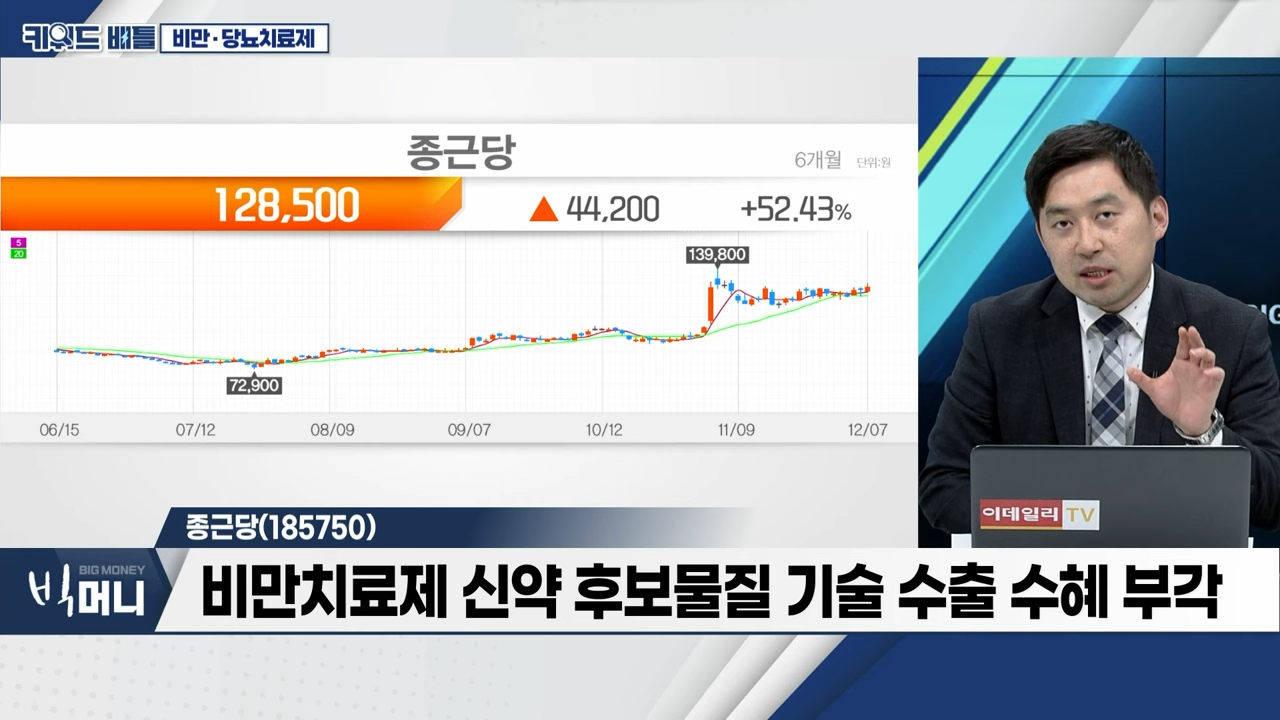 키워드 배틀 비만·당뇨치료제
종근당
6개월 단위:원
128,500 ▲ 44,200 +52.43%
5
20
139,800
72,900
06/15 07/12 08/09 09/07 10/12 11/09 12/07
이데일리 TV
종근당(185750)
BIG MONEY
빅머니
비만치료제 신약 후보물질 기술 수출 수혜 부각